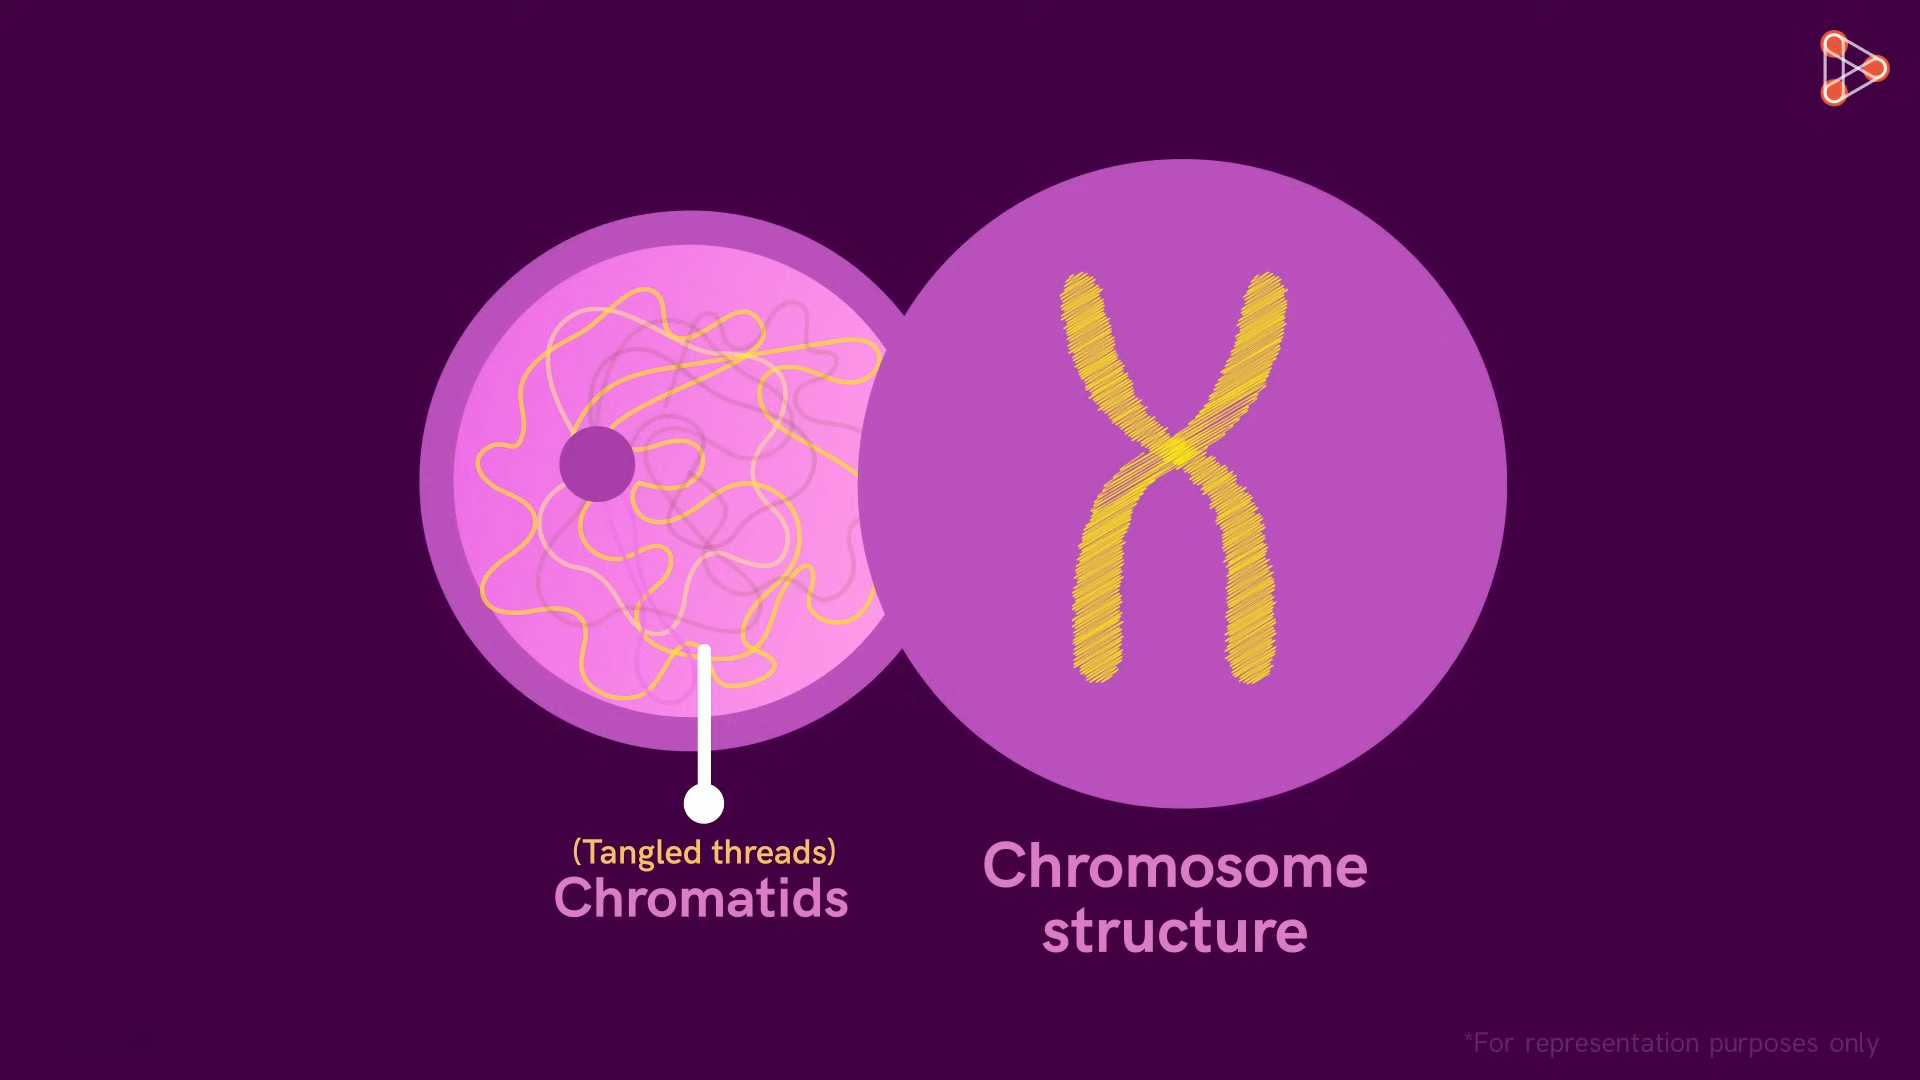 (Tangled threads)
Chromatids
Chromosome
structure
*For representation purposes only